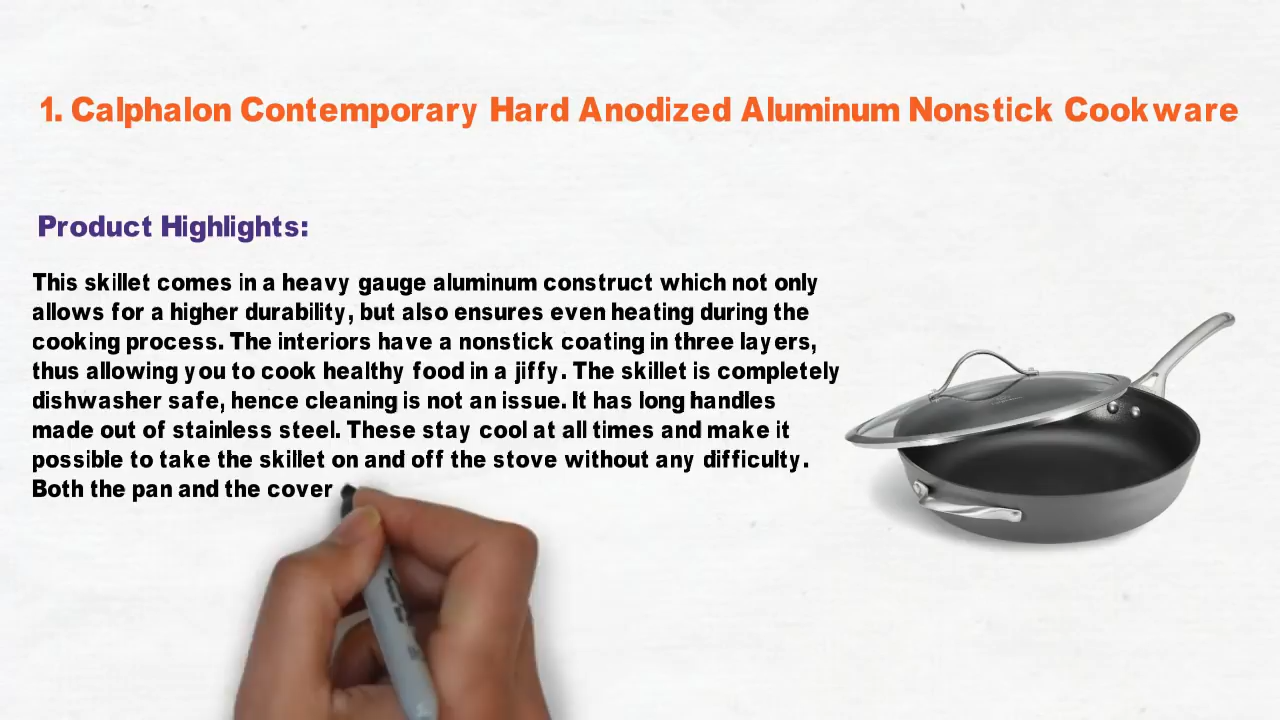 1. Calphalon Contemporary Hard Anodized Aluminum Nonstick Cookware
Product Highlights:
This skillet comes in a heavy gauge aluminum construct which not only
allows for a higher durability, but also ensures even heating during the
cooking process. The interiors have a nonstick coating in three layers,
thus allowing you to cook healthy food in a jiffy. The skillet is completely
dishwasher safe, hence cleaning is not an issue. It has long handles
made out of stainless steel. These stay cool at all times and make it
possible to take the skillet on and off the stove without any difficulty.
Both the pan and the cover